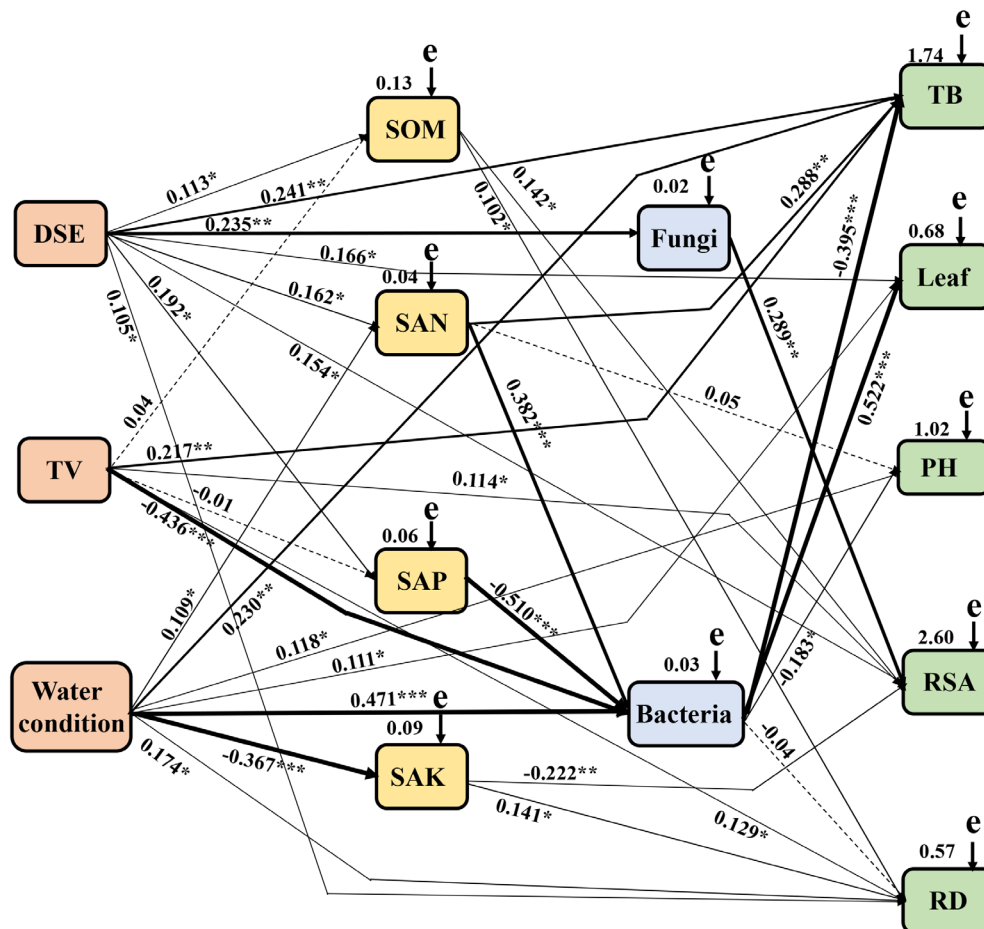 e
1.74
TB
e
0.13
SOM
e
0.02
Fungi
e
0.68
Leaf
DSE
0.113*
0.241**
0.235**
0.166*
0.162*
0.192*
0.105*
0.154*
0.142*
0.102*
0.288**
-0.395***
e
0.04
SAN
0.289**
0.522***
0.382***
0.05
0.04
TV
0.217**
0.114*
-0.01
-0.436***
e
1.02
PH
e
0.06
SAP
-0.510***
0.109*
0.230**
0.118*
0.111*
-0.183*
e
0.03
Bacteria
e
2.60
RSA
Water
condition
0.471***
-0.367***
0.174*
e
0.09
SAK
-0.222**
0.141*
0.129*
-0.04
e
0.57
RD